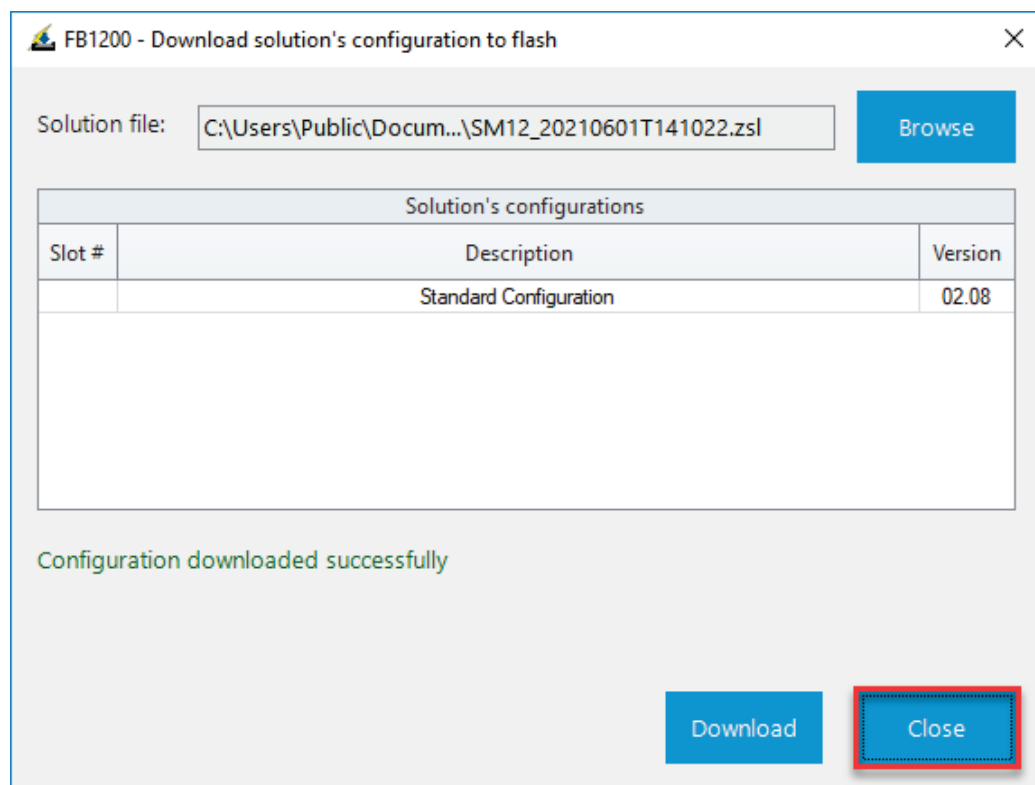 FB1200 - Download solution's configuration to flash
Solution file: C:\Users\Public\Docum...\SM12_20210601T141022.zsl Browse
Solution's configurations
Slot # Description Version
Standard Configuration 02.08
Configuration downloaded successfully
Download Close